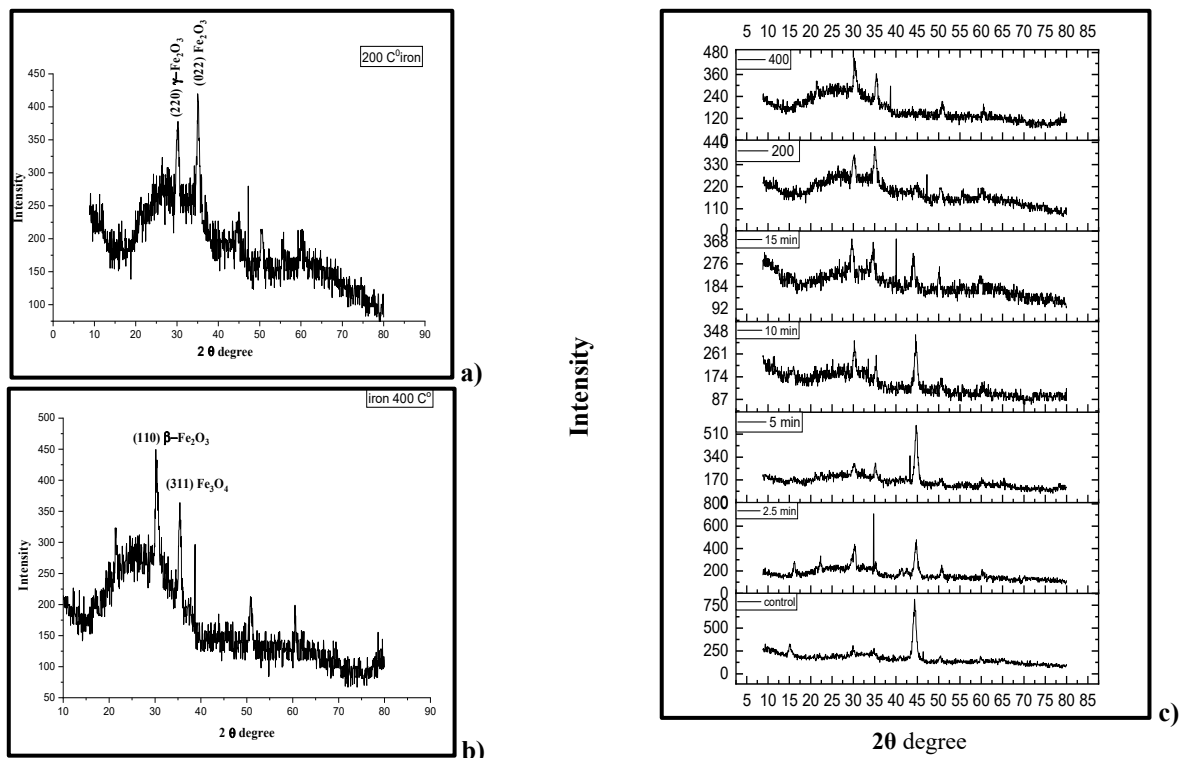 200 C⁰iron
(220) γ–Fe₂O₃
(022) Fe₂O₃
450
400
350
300
250
200
150
100
Intensity
0 10 20 30 40 50 60 70 80 90
2 θ degree
a)
iron 400 C⁰
(110) β–Fe₂O₃
(311) Fe₃O₄
500
450
400
350
300
250
200
150
100
50
Intensity
10 20 30 40 50 60 70 80 90
2 θ degree
b)
5 10 15 20 25 30 35 40 45 50 55 60 65 70 75 80 85
480
360
240
120
0
400
440
330
220
110
0
200
368
276
184
92
15 min
348
261
174
87
10 min
510
340
170
0
5 min
800
600
400
200
0
2.5 min
750
500
250
0
control
5 10 15 20 25 30 35 40 45 50 55 60 65 70 75 80 85
Intensity
2θ degree
c)